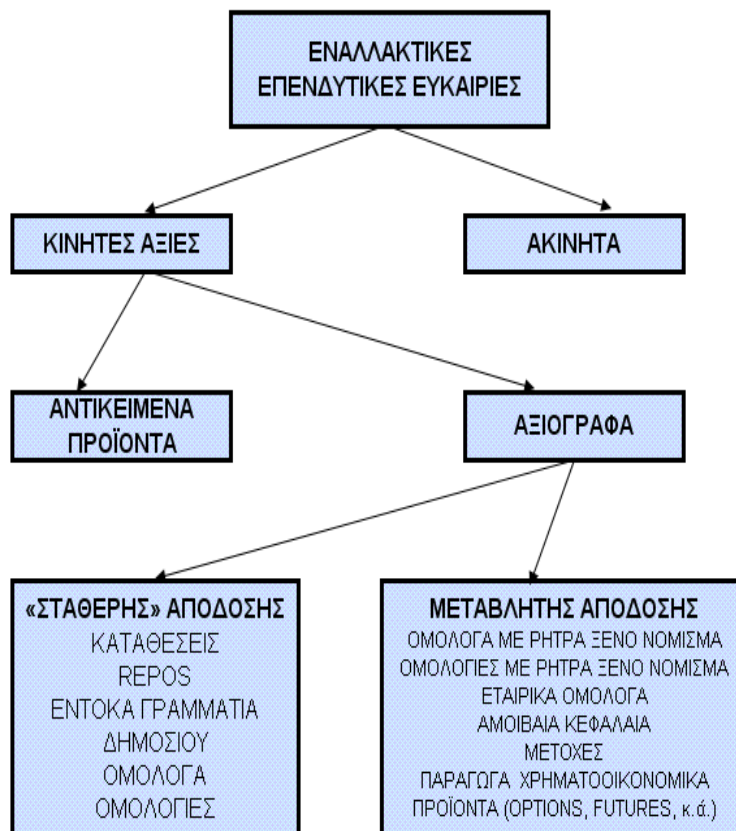 ΕΝΑΛΛΑΚΤΙΚΕΣ
ΕΠΕΝΔΥΤΙΚΕΣ ΕΥΚΑΙΡΙΕΣ
ΚΙΝΗΤΕΣ ΑΞΙΕΣ
ΑΚΙΝΗΤΑ
ΑΝΤΙΚΕΙΜΕΝΑ
ΠΡΟΪΟΝΤΑ
ΑΞΙΟΓΡΑΦΑ
«ΣΤΑΘΕΡΗΣ» ΑΠΟΔΟΣΗΣ
ΚΑΤΑΘΕΣΕΙΣ
REPOS
ΕΝΤΟΚΑ ΓΡΑΜΜΑΤΙΑ
ΔΗΜΟΣΙΟΥ
ΟΜΟΛΟΓΑ
ΟΜΟΛΟΓΙΕΣ
ΜΕΤΑΒΛΗΤΗΣ ΑΠΟΔΟΣΗΣ
ΟΜΟΛΟΓΑ ΜΕ ΡΗΤΡΑ ΞΕΝΟ ΝΟΜΙΣΜΑ
ΟΜΟΛΟΓΙΕΣ ΜΕ ΡΗΤΡΑ ΞΕΝΟ ΝΟΜΙΣΜΑ
ΕΤΑΙΡΙΚΑ ΟΜΟΛΟΓΑ
ΑΜΟΙΒΑΙΑ ΚΕΦΑΛΑΙΑ
ΜΕΤΟΧΕΣ
ΠΑΡΑΓΩΓΑ ΧΡΗΜΑΤΟΟΙΚΟΝΟΜΙΚΑ
ΠΡΟΪΟΝΤΑ (OPTIONS, FUTURES, κ.ά.)